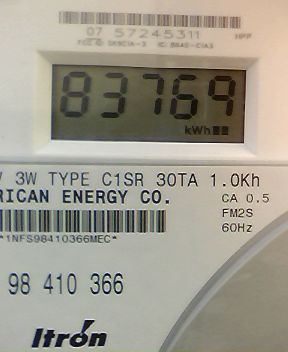 07 57245311
83769
kWh
V 3W TYPE C1SR 30TA 1.0Kh
RICAN ENERGY CO.
CA 0.5
FM2S
60Hz
*1NFS98410366MEC*
98 410 366
Itron